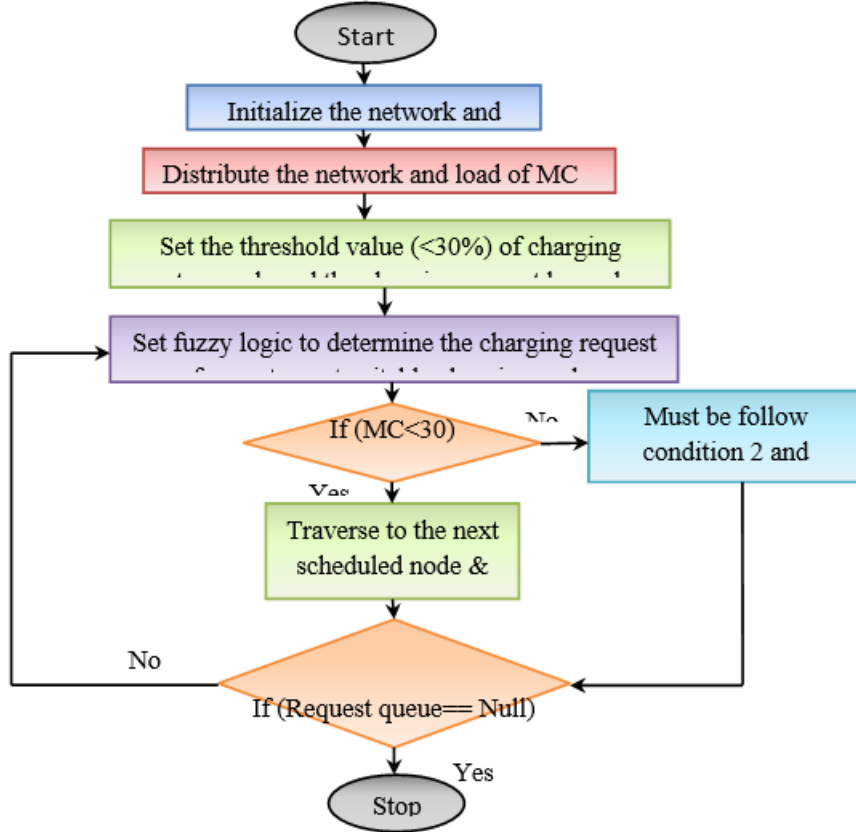 Start
Initialize the network and
Distribute the network and load of MC
Set the threshold value (<30%) of charging
Set fuzzy logic to determine the charging request
If (MC<30)
No
Must be follow
condition 2 and
Yes
Traverse to the next
scheduled node &
No
If (Request queue== Null)
Yes
Stop